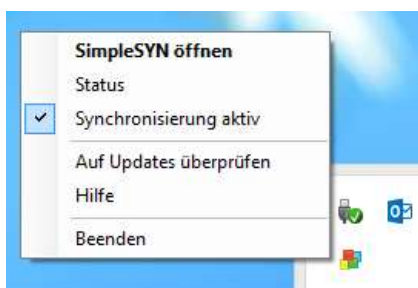 SimpleSYN öffnen
Status
Synchronisierung aktiv
Auf Updates überprüfen
Hilfe
Beenden